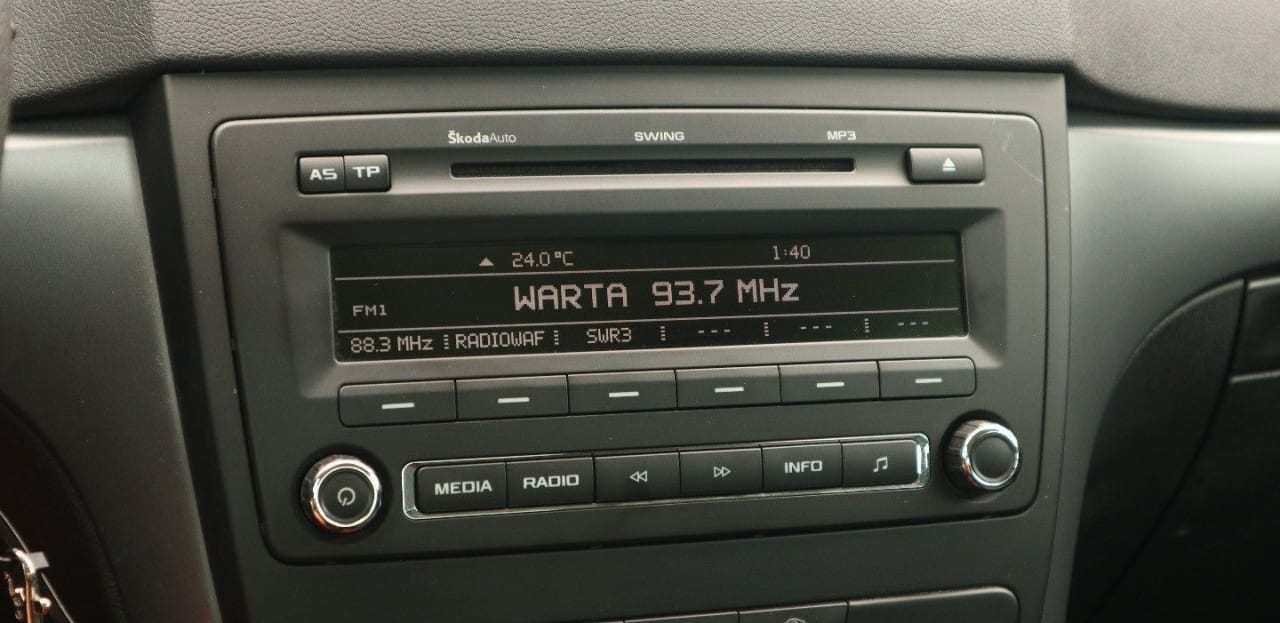 ŠkodaAuto SWING MP3
AS TP
24.0°C 1:40
WARTA 93.7 MHz
FM1
88.3 MHz RADIOWAF SWR3 --- --- ---
MEDIA RADIO INFO